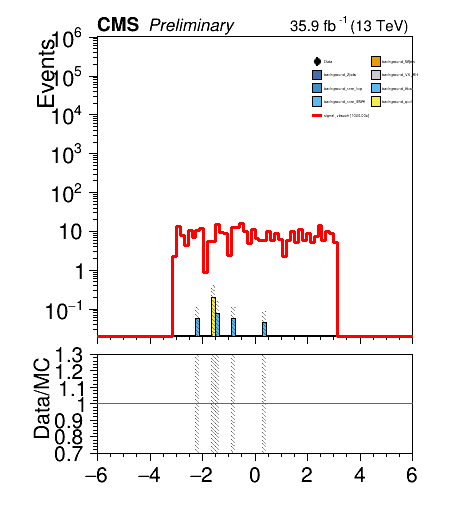 CMS Preliminary 35.9 fb⁻¹ (13 TeV)
Events
10⁶
10⁵
10⁴
10³
10²
10
1
10⁻¹
Data
background_Zjets
Data/MC
1.3
1.2
1.1
1
0.9
0.8
0.7
−6 −4 −2 0 2 4 6